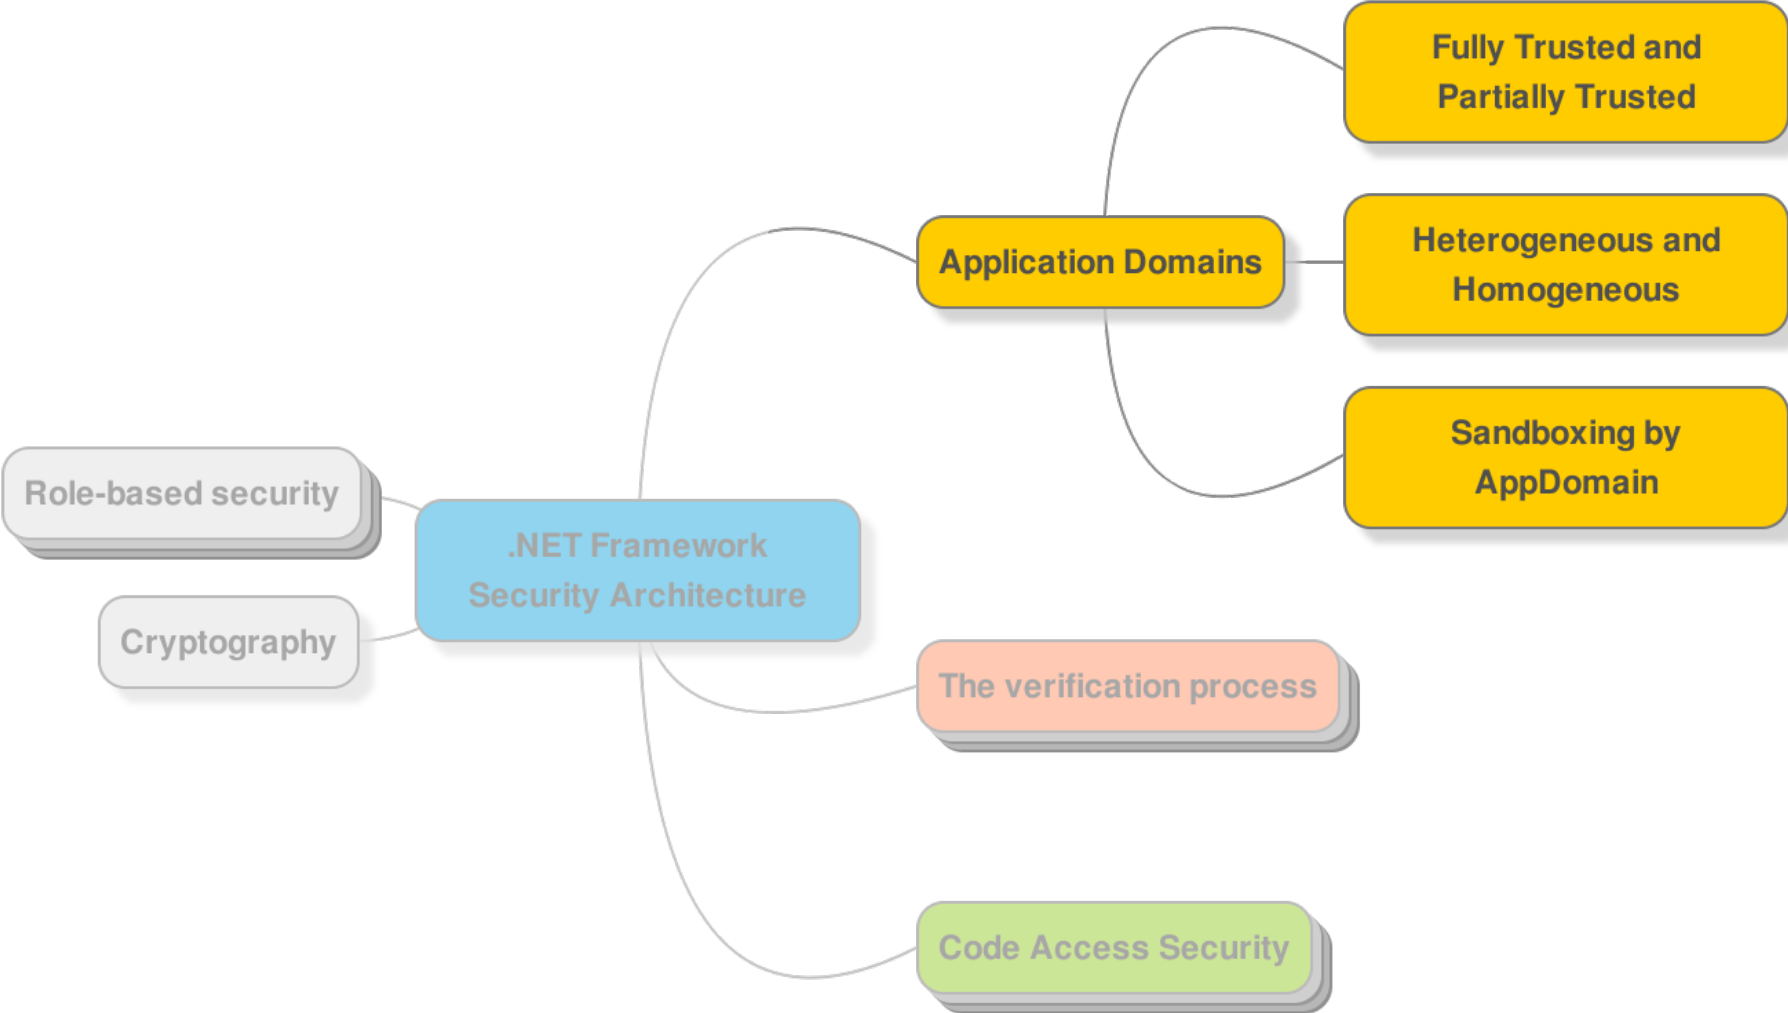 Fully Trusted and
Partially Trusted
Application Domains
Heterogeneous and
Homogeneous
Sandboxing by
AppDomain
Role-based security
.NET Framework
Security Architecture
Cryptography
The verification process
Code Access Security